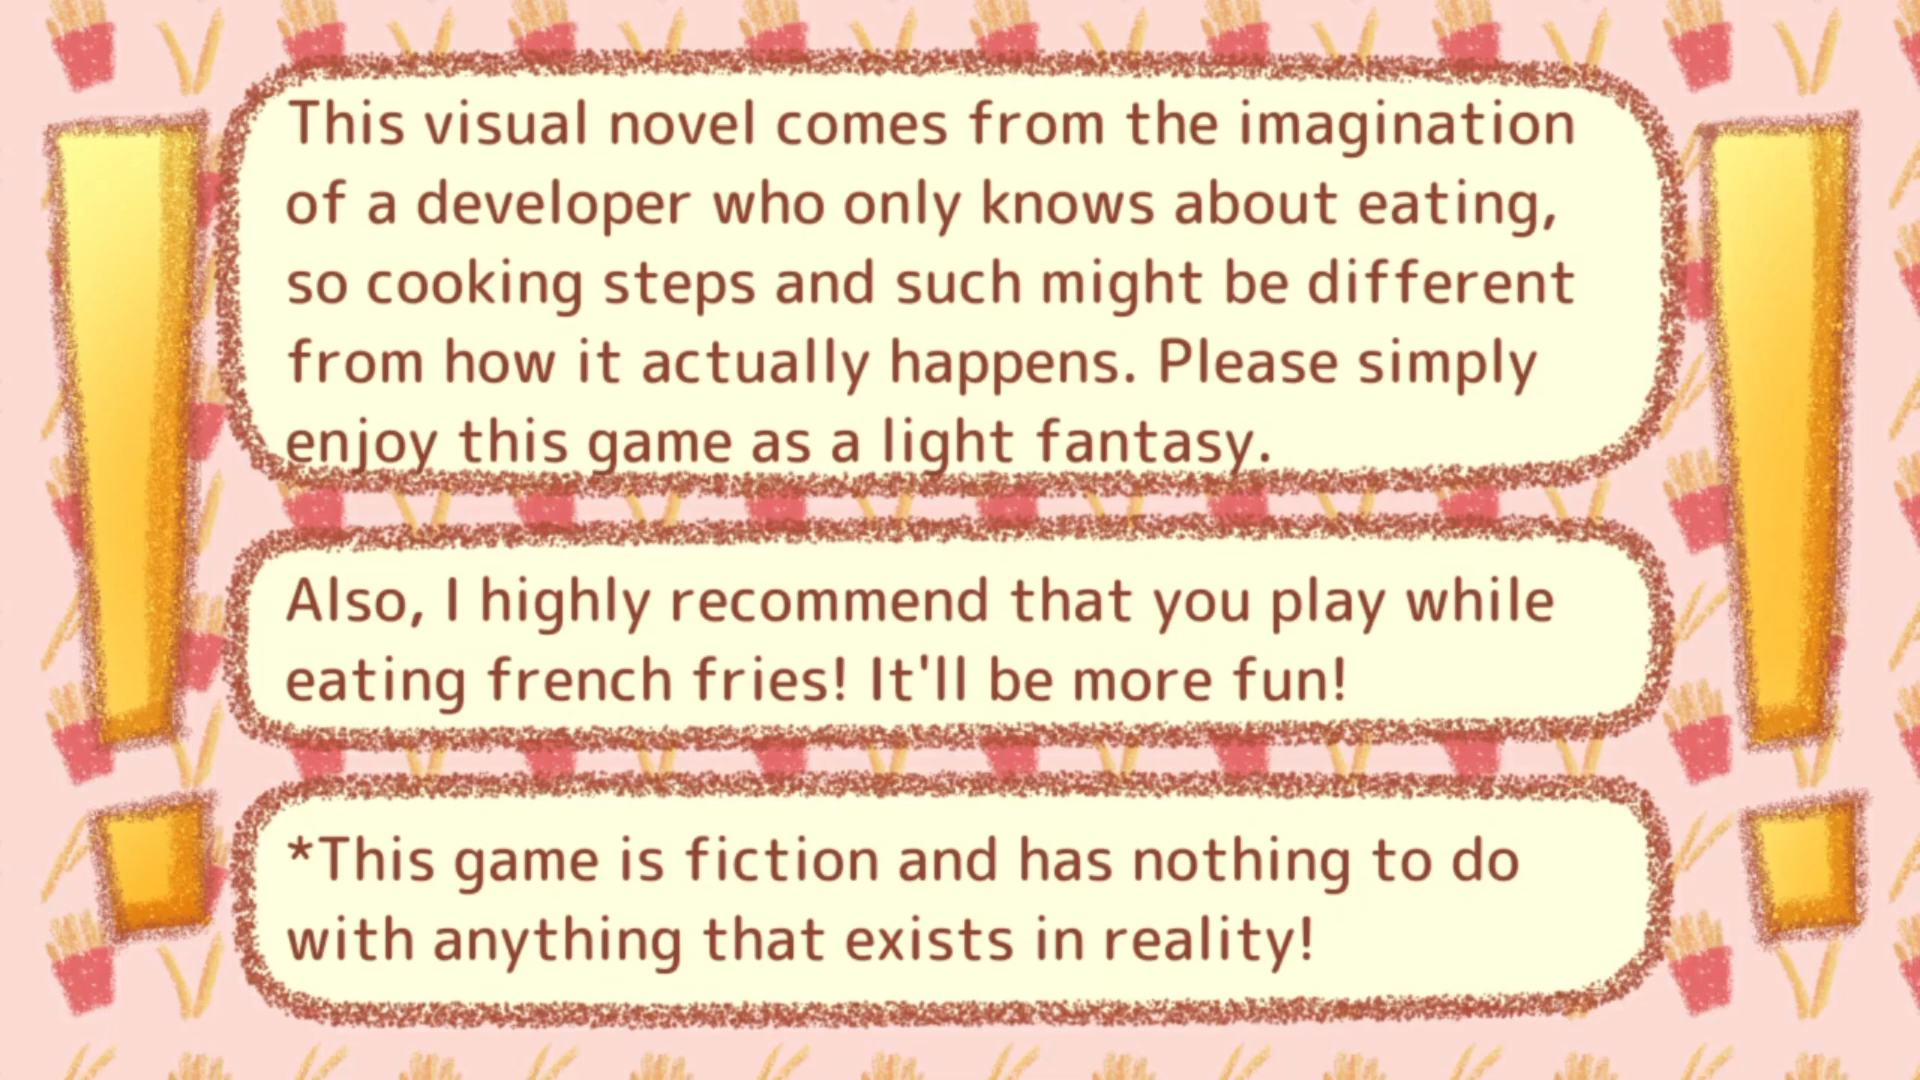 This visual novel comes from the imagination
of a developer who only knows about eating,
so cooking steps and such might be different
from how it actually happens. Please simply
enjoy this game as a light fantasy.
Also, I highly recommend that you play while
eating french fries! It'll be more fun!
*This game is fiction and has nothing to do
with anything that exists in reality!